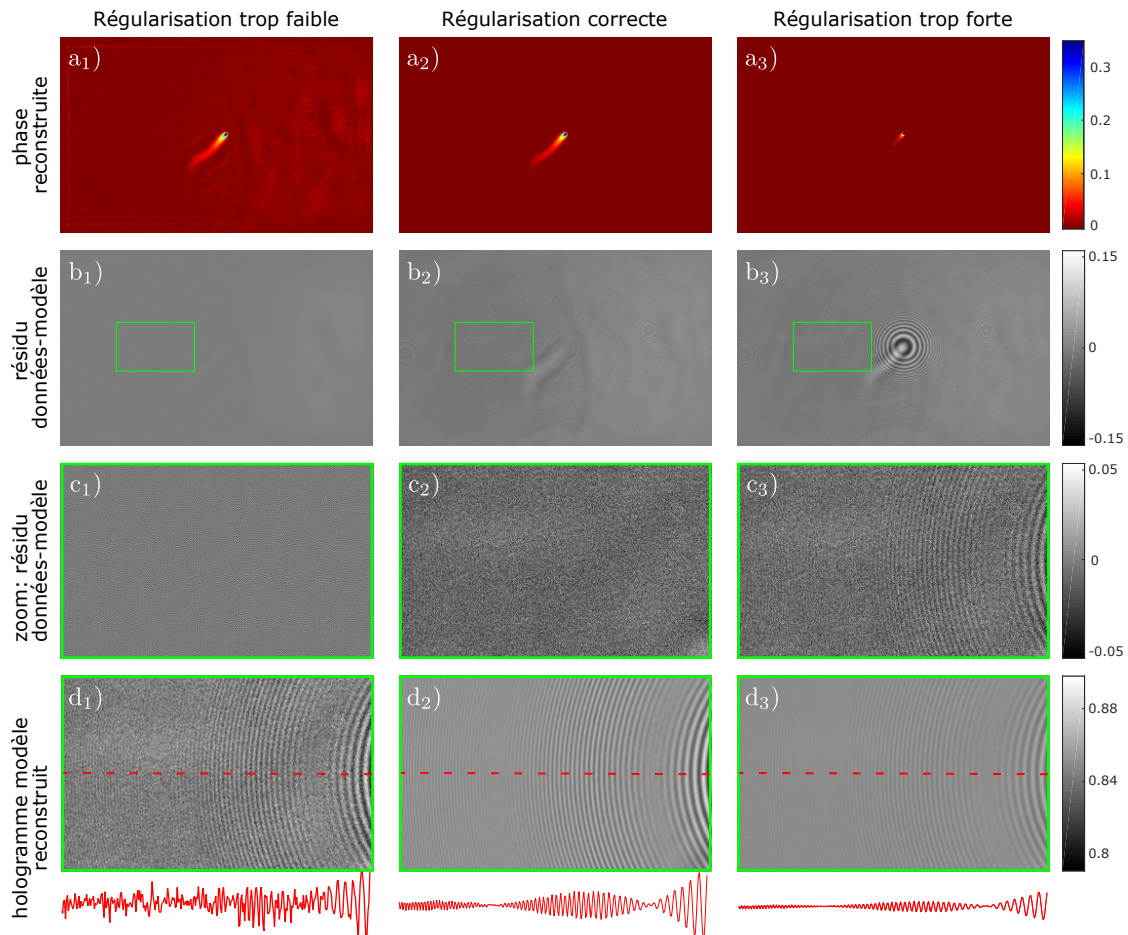 Régularisation trop faible
Régularisation correcte
Régularisation trop forte
phase
reconstruite
a₁)
a₂)
a₃)
0.3
0.2
0.1
0
résidu
données-modèle
b₁)
b₂)
b₃)
0.15
0
-0.15
zoom: résidu
données-modèle
c₁)
c₂)
c₃)
0.05
0
-0.05
hologramme modèle
reconstruit
d₁)
d₂)
d₃)
0.88
0.84
0.8